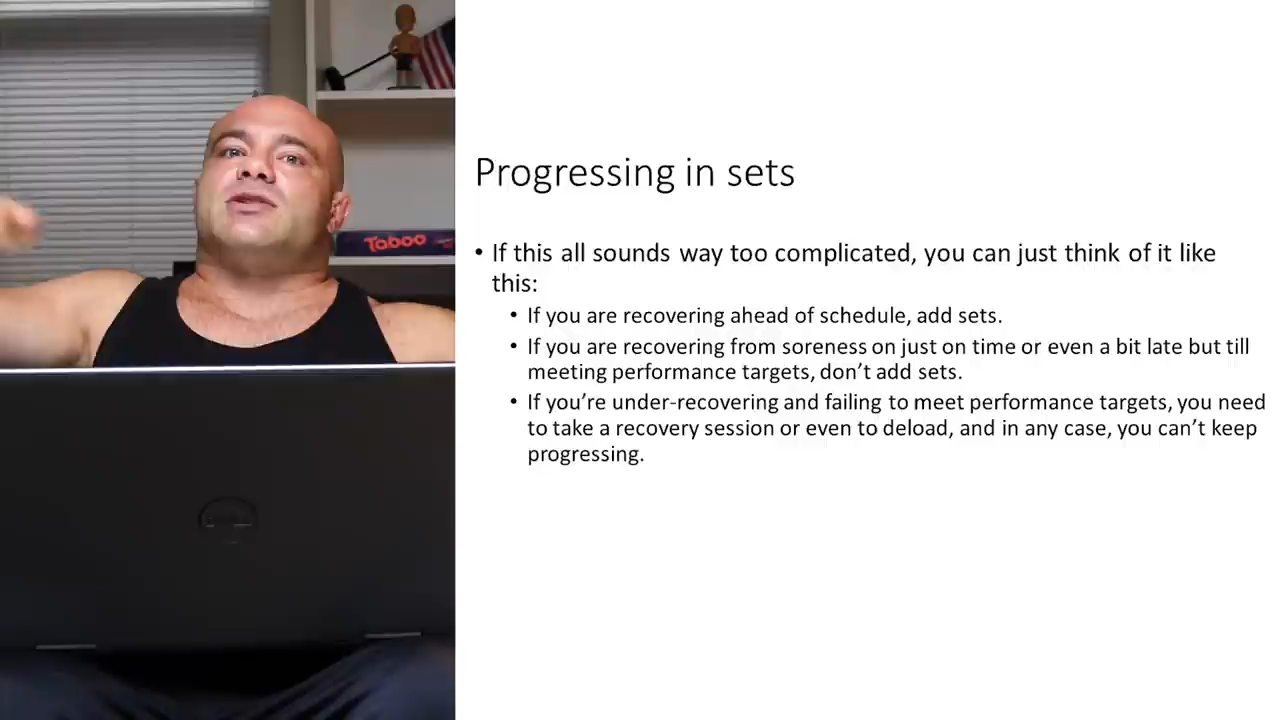 Taboo
Progressing in sets
• If this all sounds way too complicated, you can just think of it like
this:
• If you are recovering ahead of schedule, add sets.
• If you are recovering from soreness on just on time or even a bit late but till
meeting performance targets, don’t add sets.
• If you’re under-recovering and failing to meet performance targets, you need
to take a recovery session or even to deload, and in any case, you can’t keep
progressing.